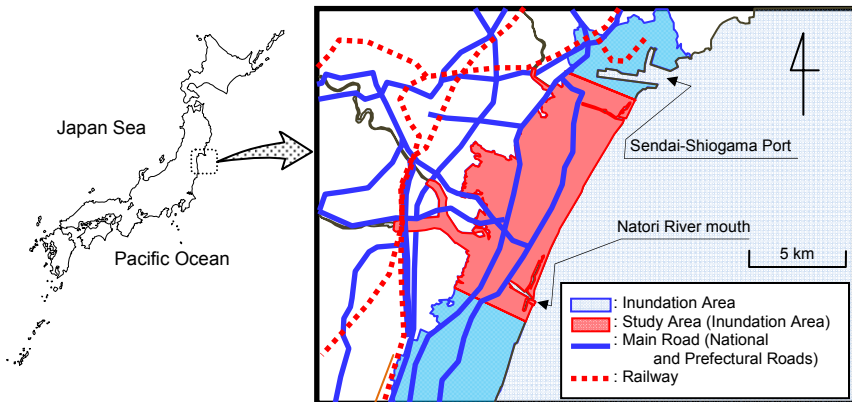 Japan Sea
Pacific Ocean
Sendai-Shiogama Port
Natori River mouth
5 km
: Inundation Area
: Study Area (Inundation Area)
: Main Road (National
and Prefectural Roads)
: Railway